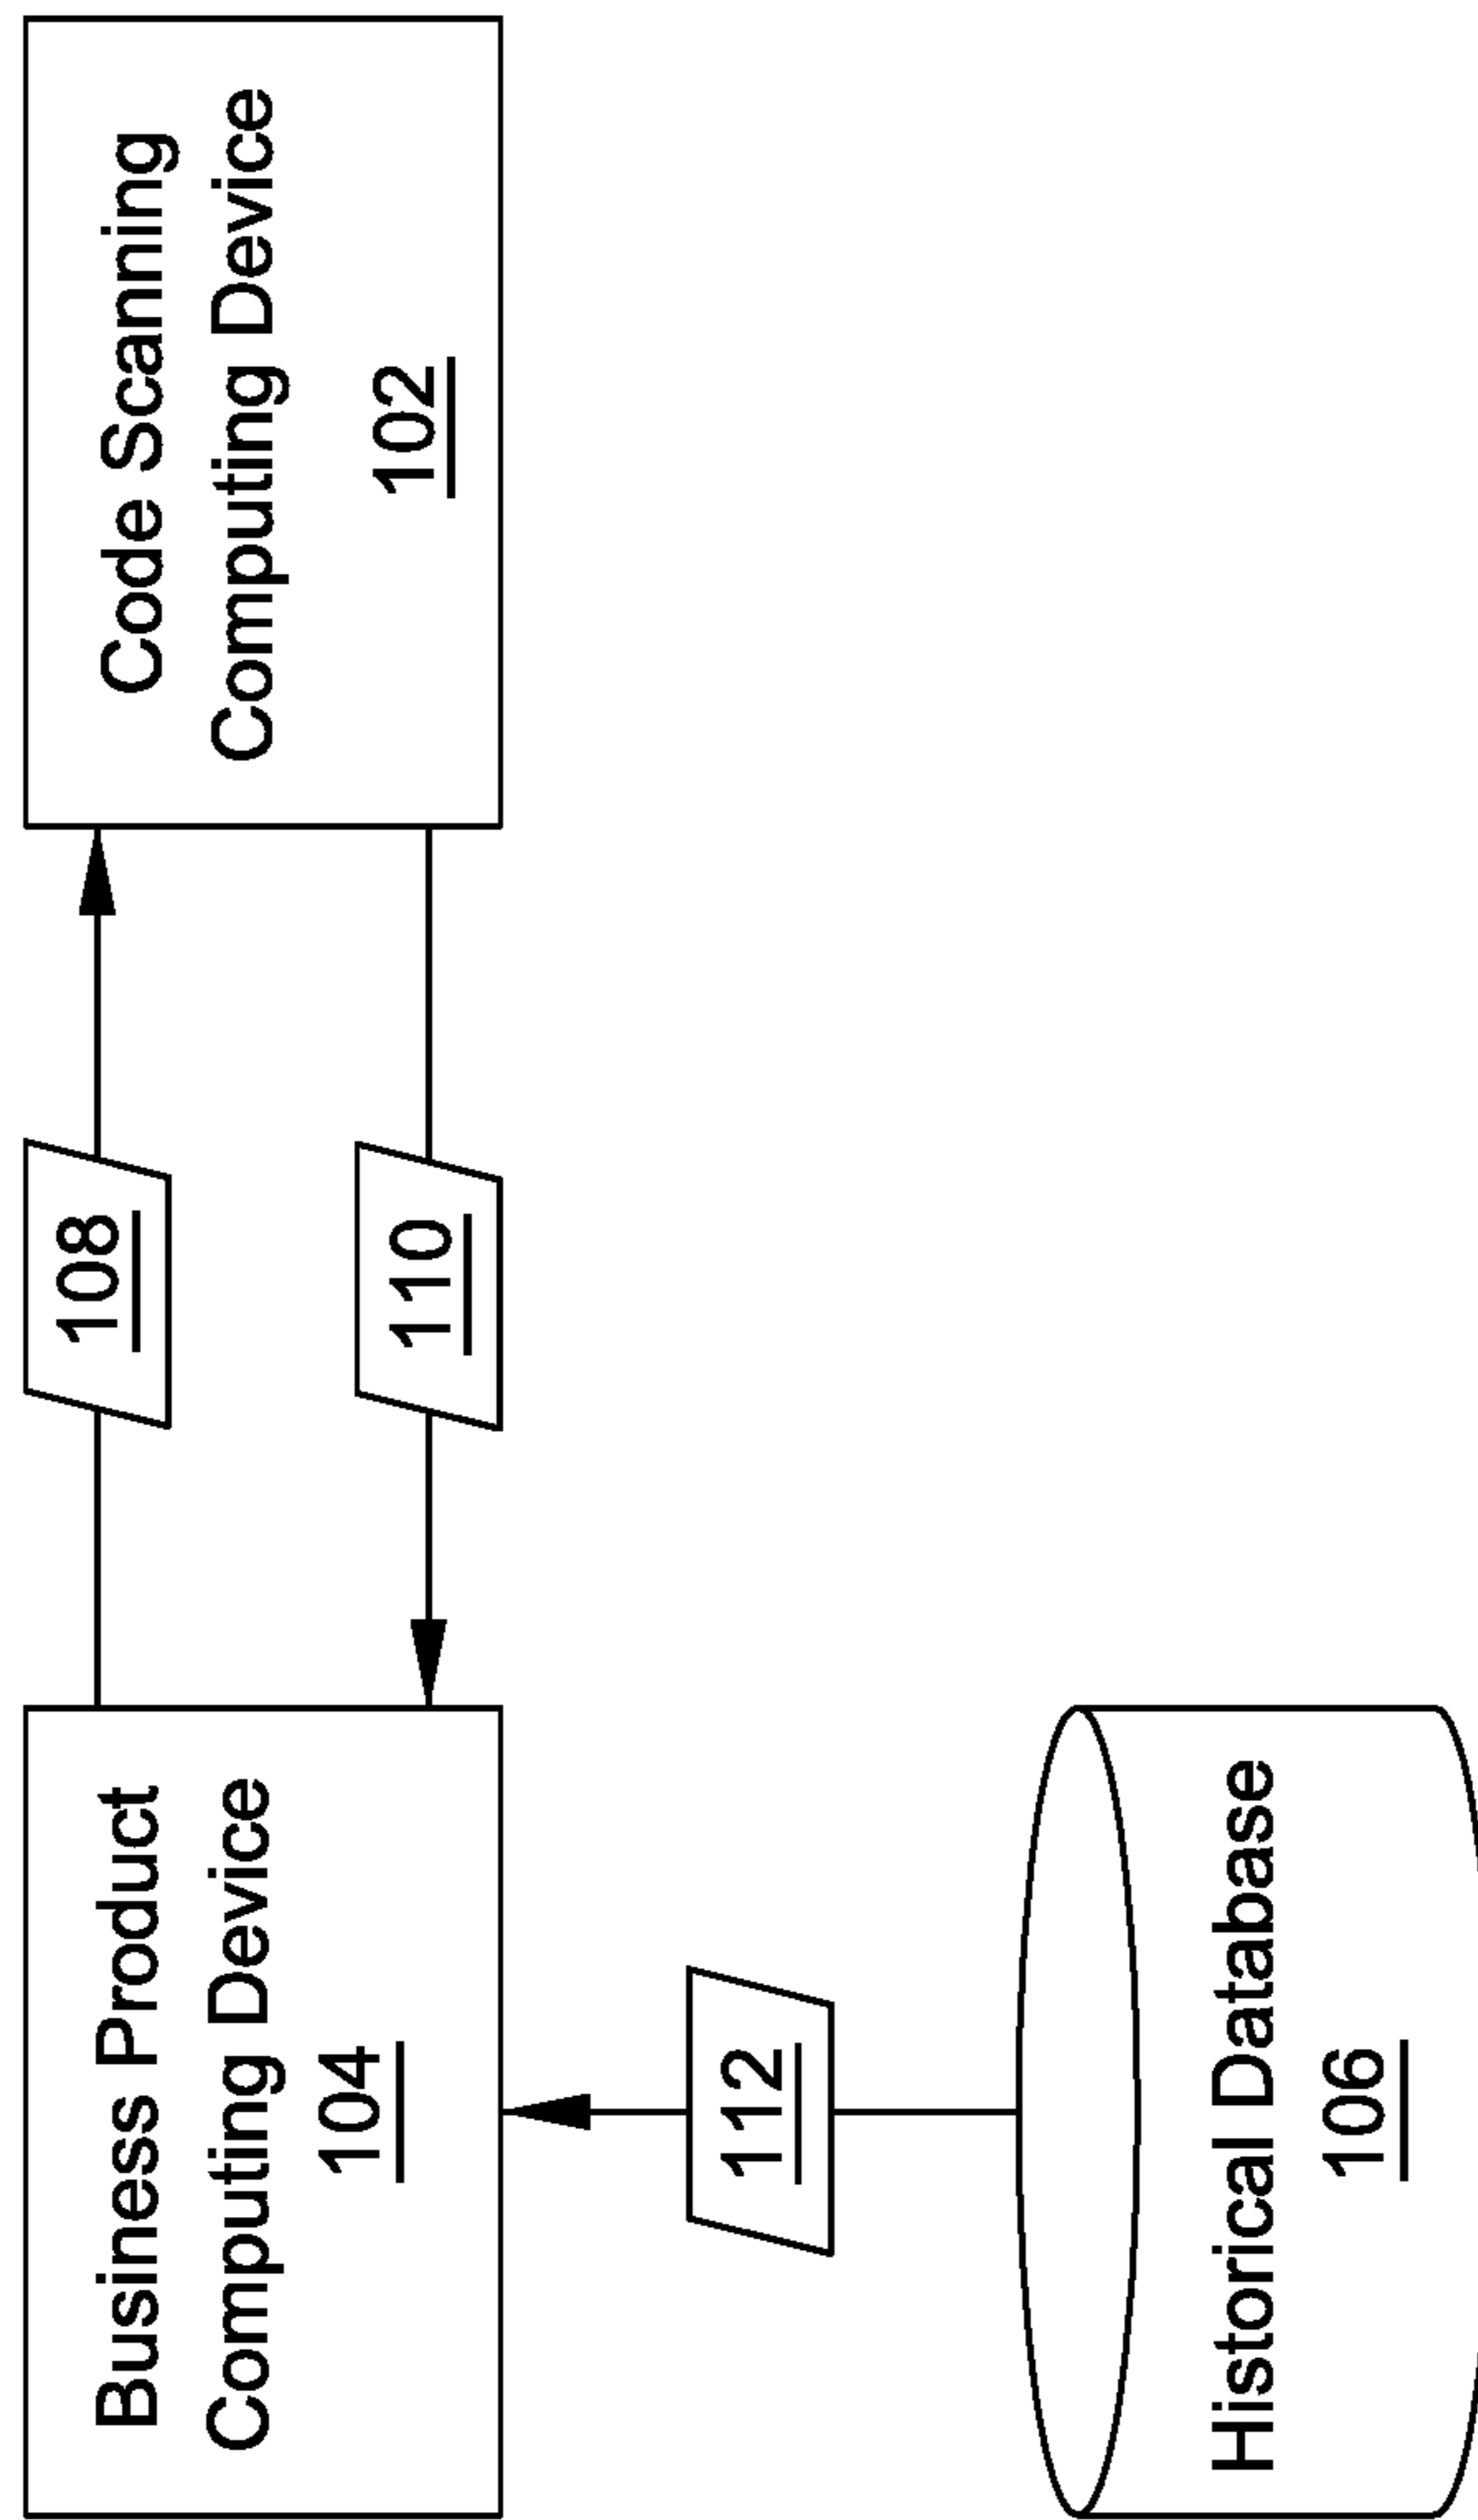 Business Product
Computing Device
104
108
110
Code Scanning
Computing Device
102
112
Historical Database
106